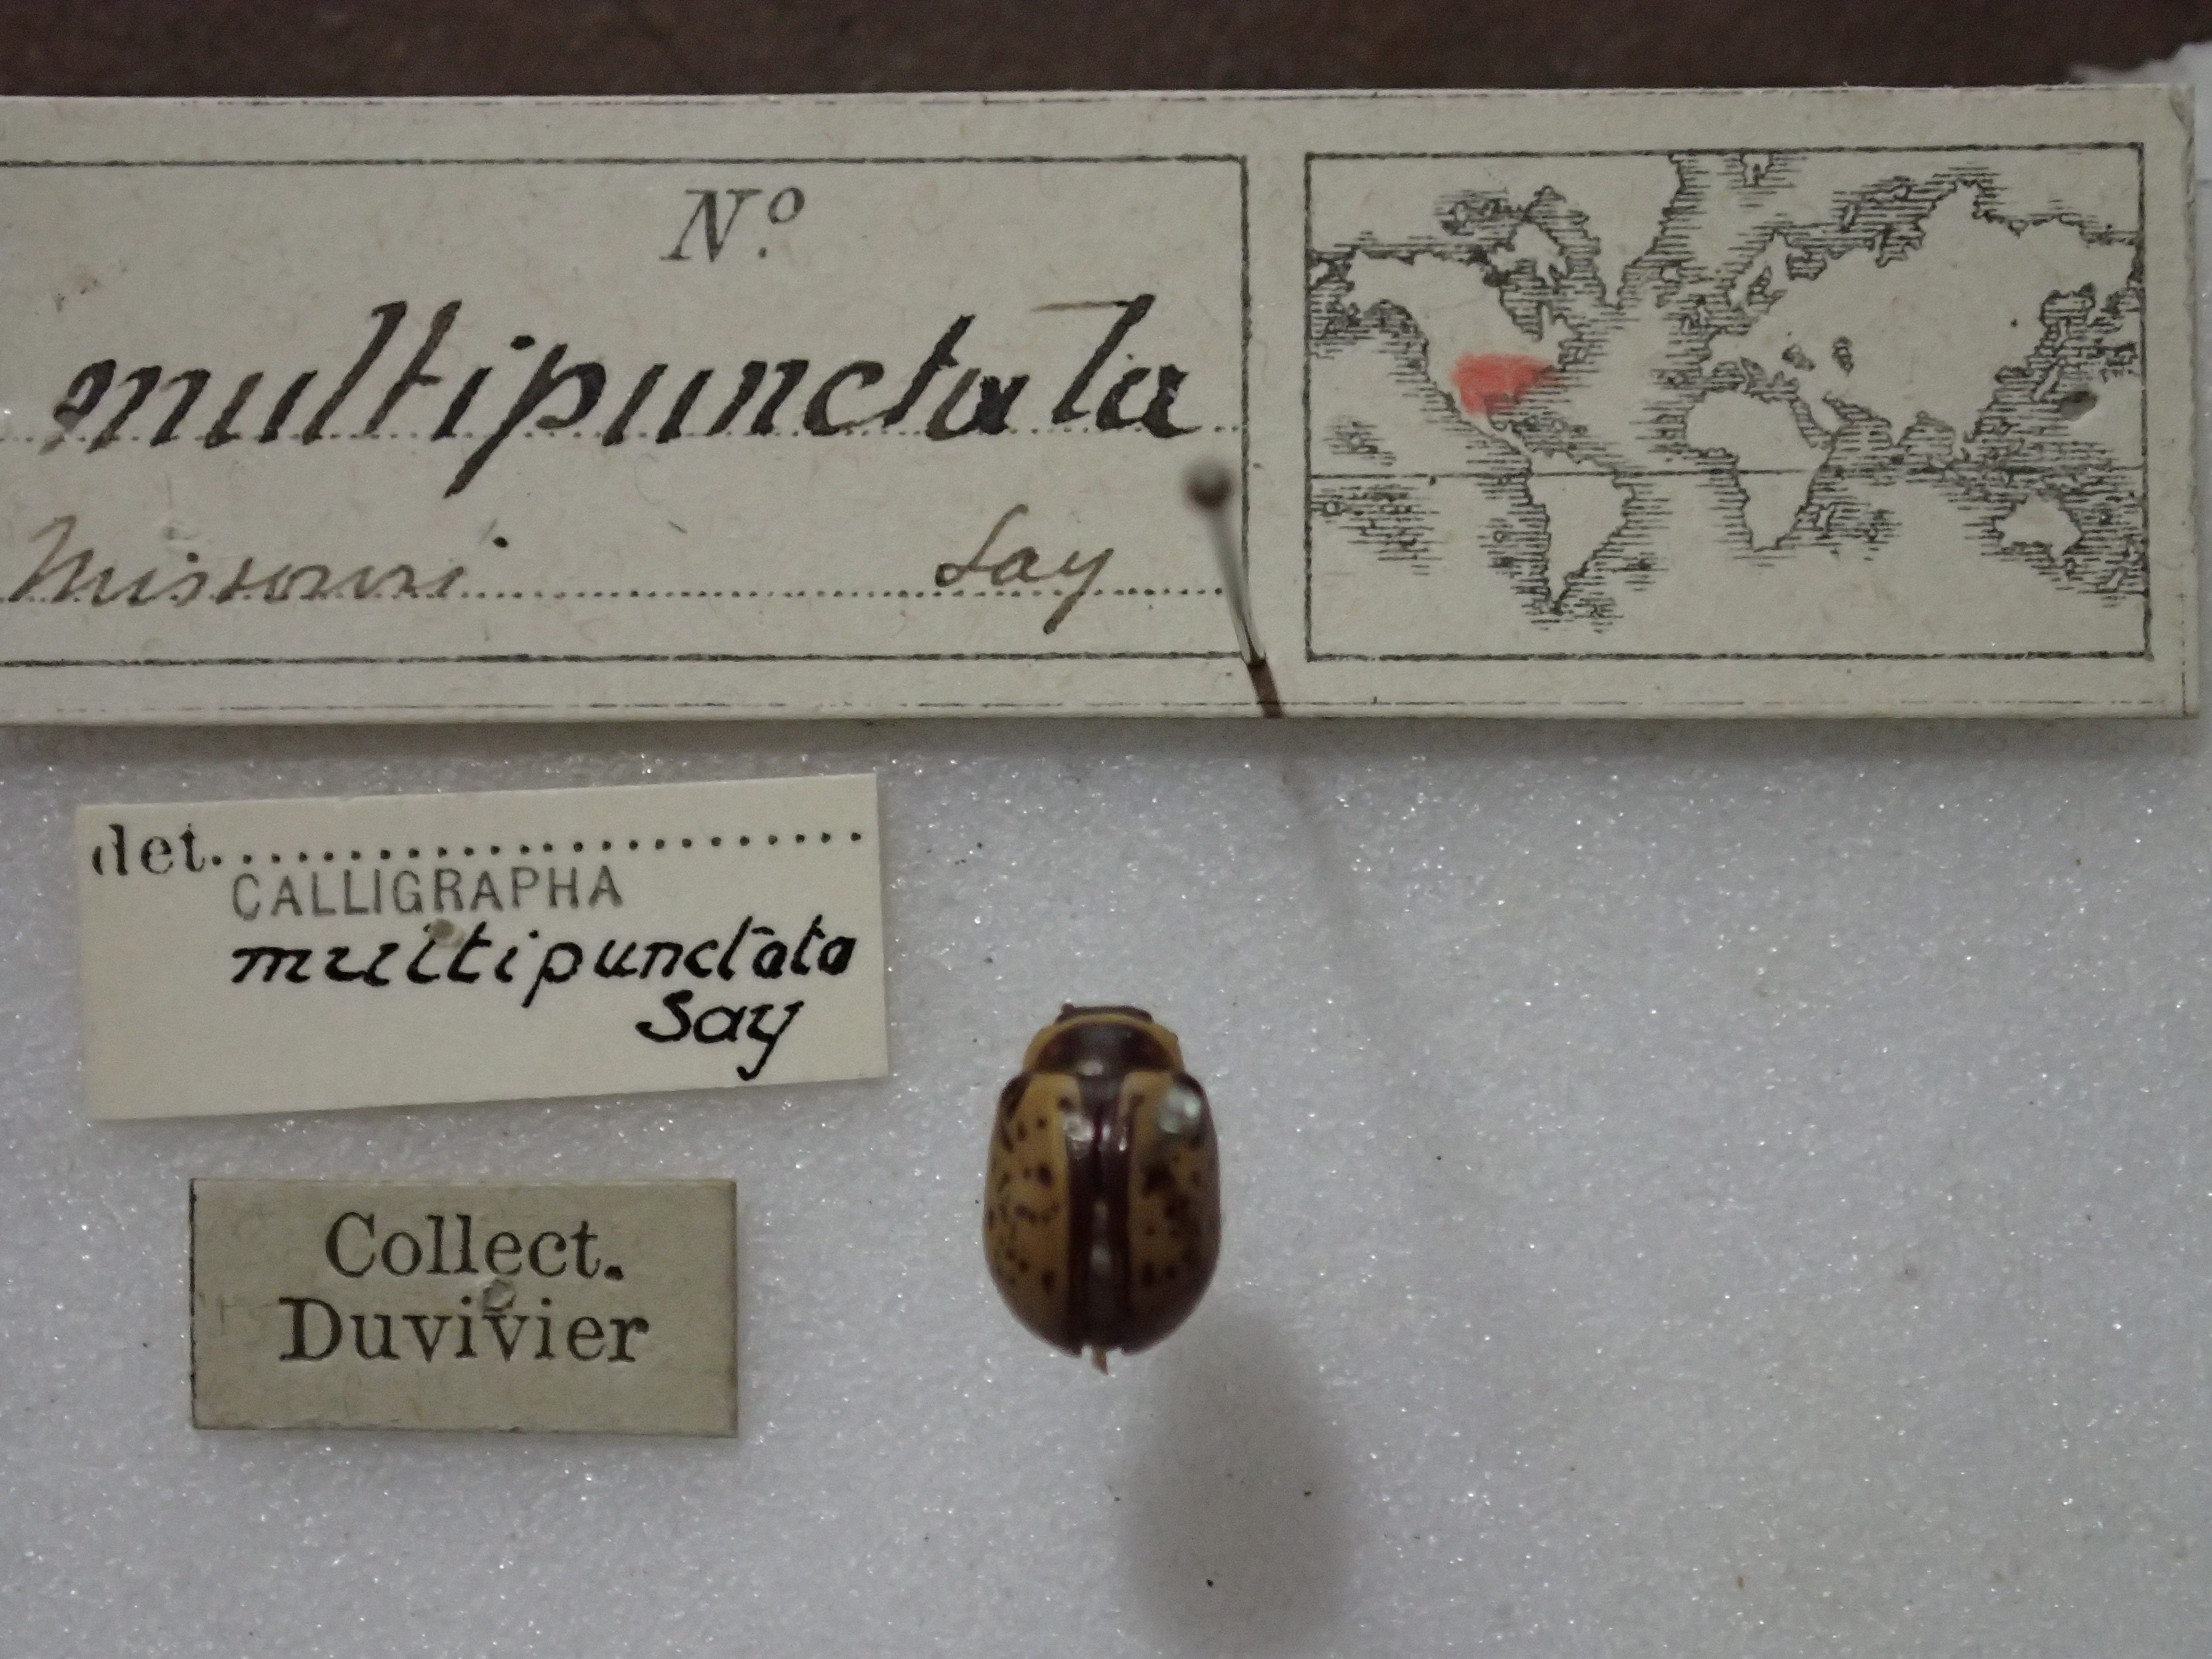 N.º
multipunctata
Missouri Say
det.
CALLIGRAPHA
multipunctata
Say
Collect.
Duvivier